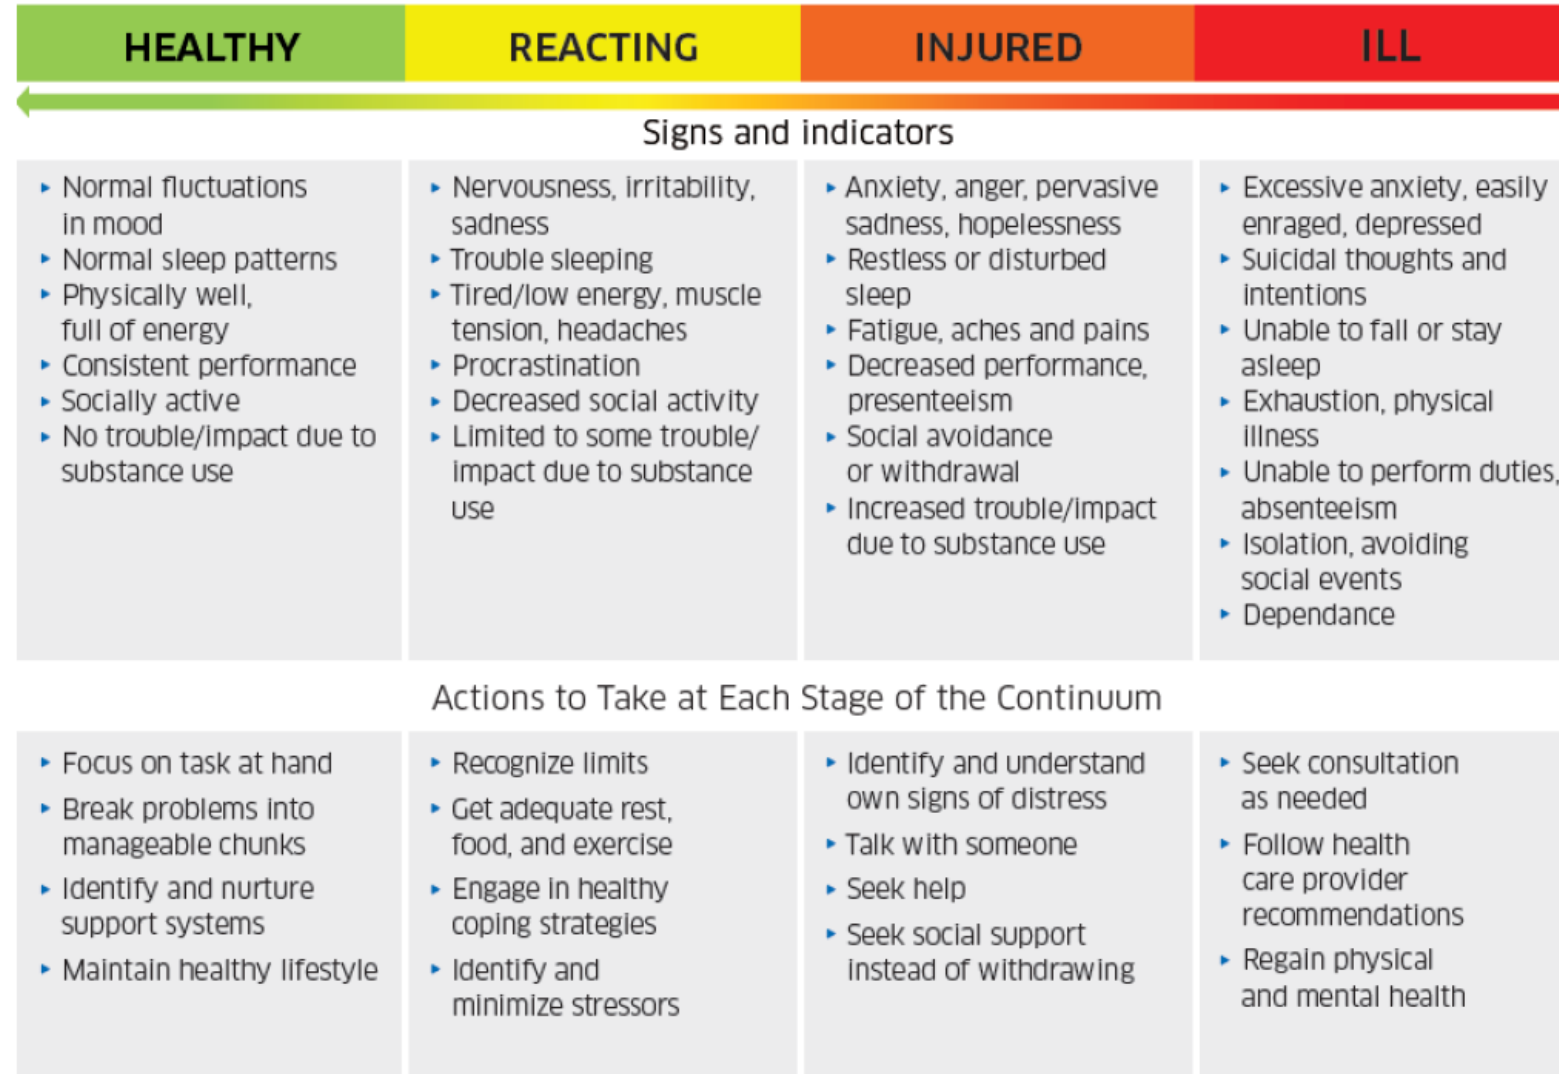 HEALTHY
REACTING
INJURED
ILL
Signs and indicators
▸ Normal fluctuations
in mood
▸ Normal sleep patterns
▸ Physically well,
full of energy
▸ Consistent performance
▸ Socially active
▸ No trouble/impact due to
substance use
▸ Nervousness, irritability,
sadness
▸ Trouble sleeping
▸ Tired/low energy, muscle
tension, headaches
▸ Procrastination
▸ Decreased social activity
▸ Limited to some trouble/
impact due to substance
use
▸ Anxiety, anger, pervasive
sadness, hopelessness
▸ Restless or disturbed
sleep
▸ Fatigue, aches and pains
▸ Decreased performance,
presenteeism
▸ Social avoidance
or withdrawal
▸ Increased trouble/impact
due to substance use
▸ Excessive anxiety, easily
enraged, depressed
▸ Suicidal thoughts and
intentions
▸ Unable to fall or stay
asleep
▸ Exhaustion, physical
illness
▸ Unable to perform duties,
absenteeism
▸ Isolation, avoiding
social events
▸ Dependance
Actions to Take at Each Stage of the Continuum
▸ Focus on task at hand
▸ Break problems into
manageable chunks
▸ Identify and nurture
support systems
▸ Maintain healthy lifestyle
▸ Recognize limits
▸ Get adequate rest,
food, and exercise
▸ Engage in healthy
coping strategies
▸ Identify and
minimize stressors
▸ Identify and understand
own signs of distress
▸ Talk with someone
▸ Seek help
▸ Seek social support
instead of withdrawing
▸ Seek consultation
as needed
▸ Follow health
care provider
recommendations
▸ Regain physical
and mental health